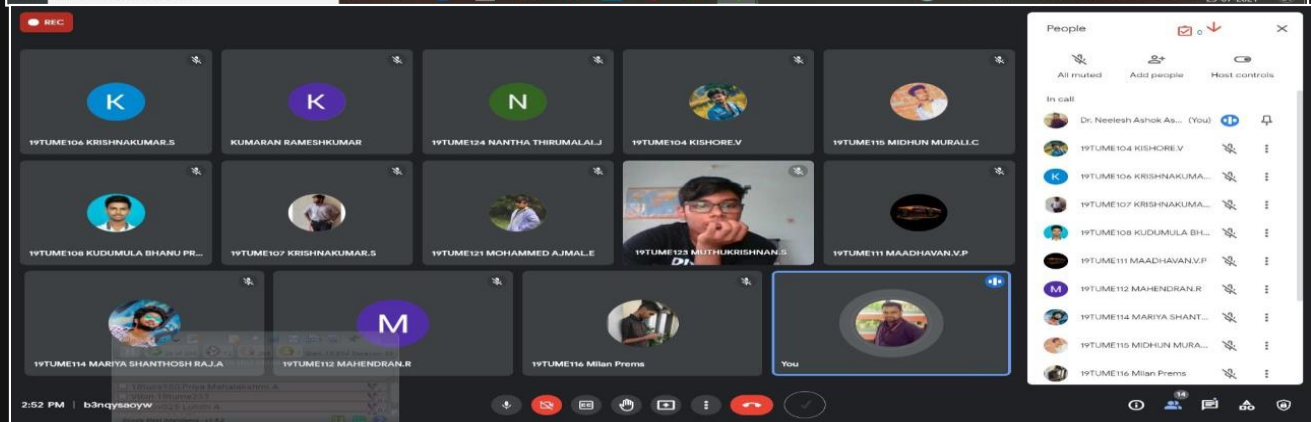 REC
K
K
N
19TUME106 KRISHNAKUMAR.S
KUMARAN RAMESHKUMAR
19TUME124 NANTHA THIRUMALAI.J
19TUME104 KISHORE.V
19TUME115 MIDHUN MURALI.C
19TUME108 KUDUMULA BHANU PR...
19TUME107 KRISHNAKUMAR.S
19TUME121 MOHAMMED AJMAL.E
19TUME123 MUTHUKRISHNAN.S
19TUME111 MAADHAVAN.V.P
M
19TUME114 MARIYA SHANTHOSH RAJ.A
19TUME112 MAHENDRAN.R
19TUME116 Milan Prems
You
2:52 PM | b3nqysaoyw
CC
14
People
0
All muted
Add people
Host controls
In call
Dr. Neelesh Ashok As... (You)
19TUME104 KISHORE.V
K
19TUME106 KRISHNAKUMA...
19TUME107 KRISHNAKUMA...
19TUME108 KUDUMULA BH...
19TUME111 MAADHAVAN.V.P
M
19TUME112 MAHENDRAN.R
19TUME114 MARIYA SHANT...
19TUME115 MIDHUN MURA...
19TUME116 Milan Prems